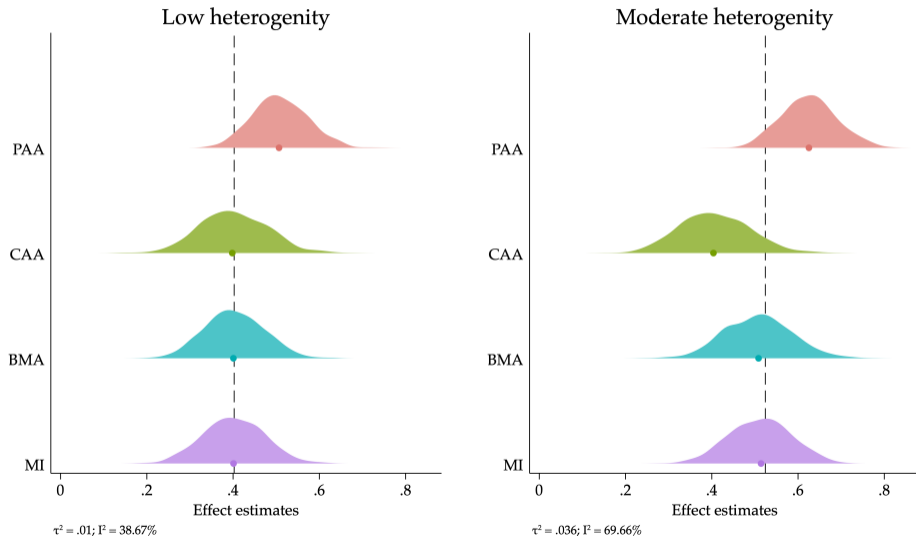 Low heterogenity
PAA
CAA
BMA
MI
0 .2 .4 .6 .8
Effect estimates
τ² = .01; I² = 38.67%
Moderate heterogenity
PAA
CAA
BMA
MI
0 .2 .4 .6 .8
Effect estimates
τ² = .036; I² = 69.66%